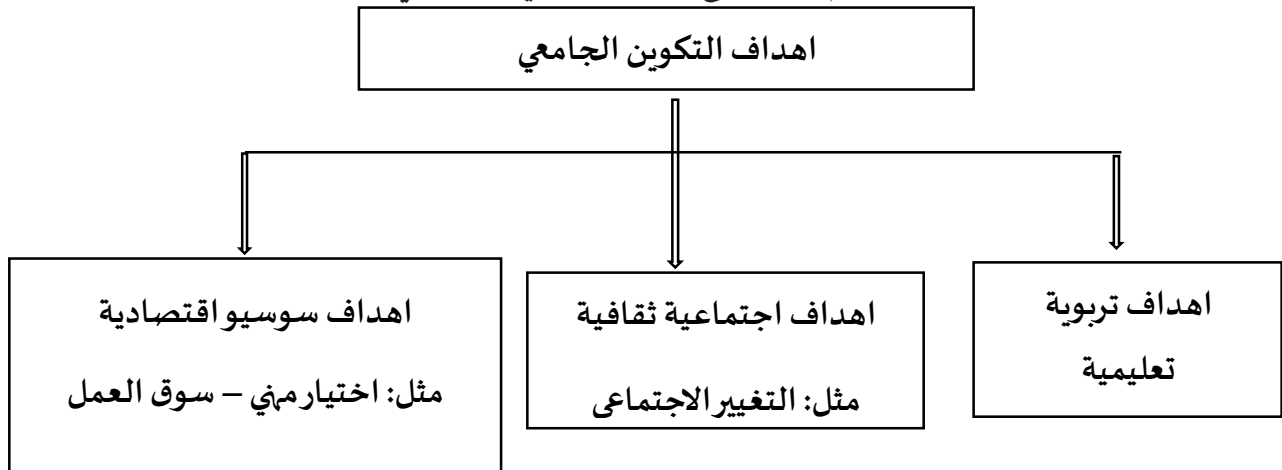 اهداف التكوين الجامعي
اهداف تربوية
تعليمية
اهداف اجتماعية ثقافية
مثل: التغيير الاجتماعى
اهداف سوسيو اقتصادية
مثل: اختيار مهني – سوق العمل